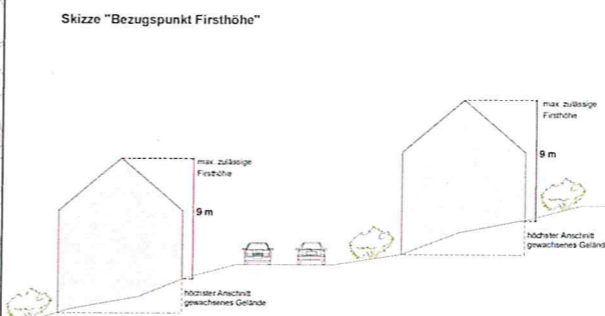 Skizze "Bezugspunkt Firsthöhe"
max. zulässige
Firsthöhe
9 m
höchster Anschnitt
gewachsenes Gelände
max. zulässige
Firsthöhe
9 m
höchster Anschnitt
gewachsenes Geländ